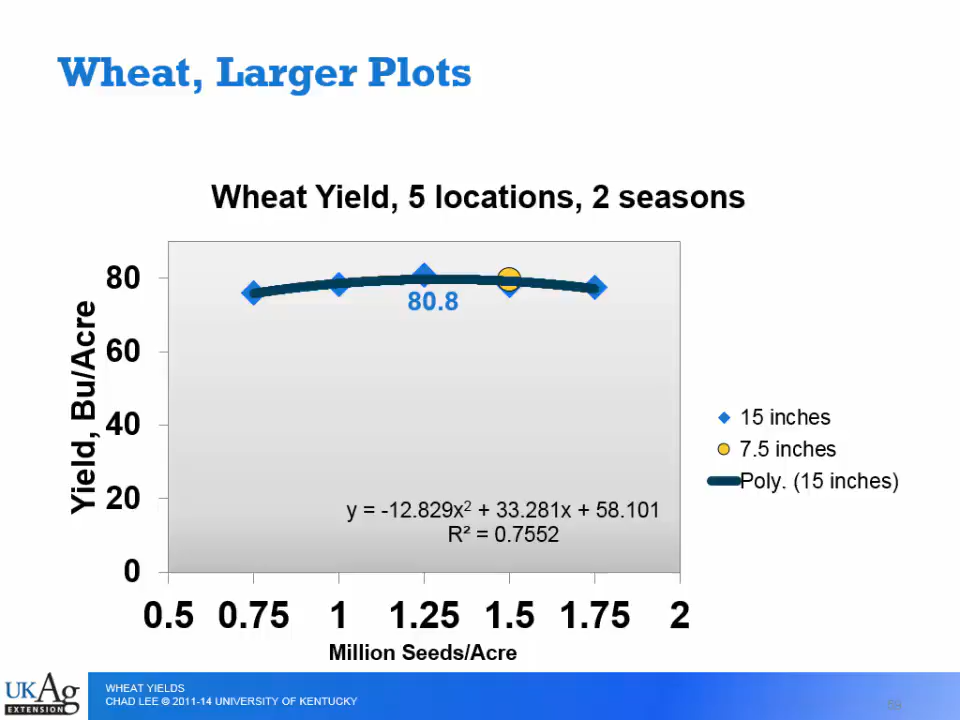 Wheat, Larger Plots
Wheat Yield, 5 locations, 2 seasons
Yield, Bu/Acre
80
60
40
20
0
80.8
y = -12.829x² + 33.281x + 58.101
R² = 0.7552
0.5 0.75 1 1.25 1.5 1.75 2
Million Seeds/Acre
15 inches
7.5 inches
Poly. (15 inches)
UKAg
EXTENSION
WHEAT YIELDS
CHAD LEE © 2011-14 UNIVERSITY OF KENTUCKY
59